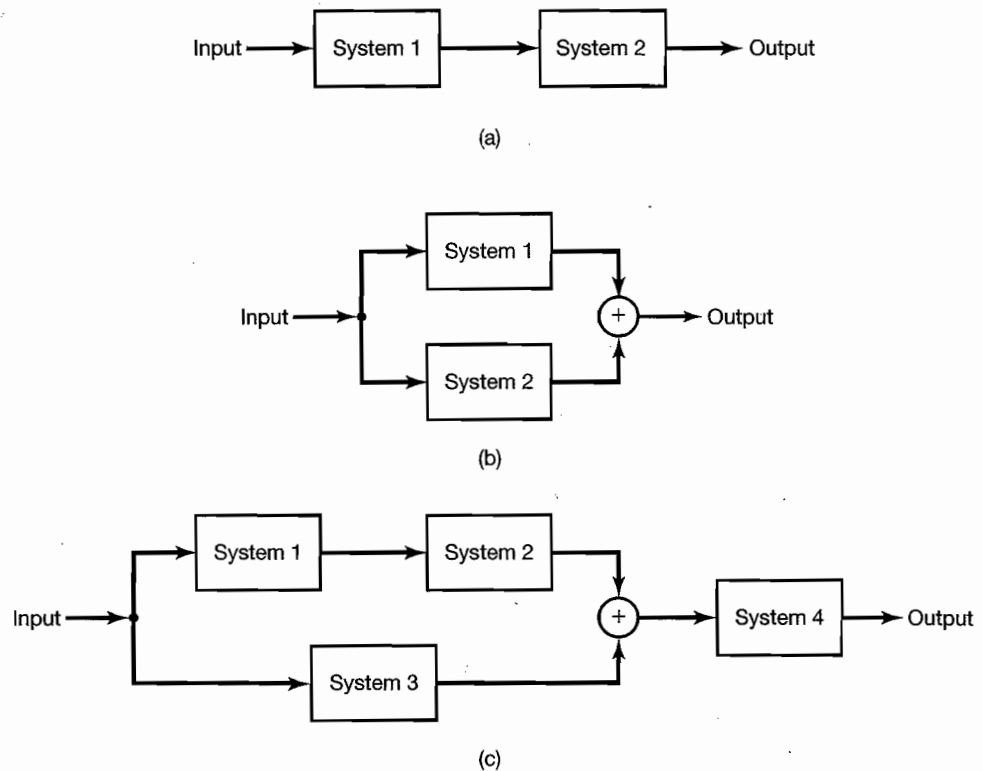 Input System 1 System 2 Output
(a)
System 1
Input + Output
System 2
(b)
System 1 System 2
Input + System 4 Output
System 3
(c)